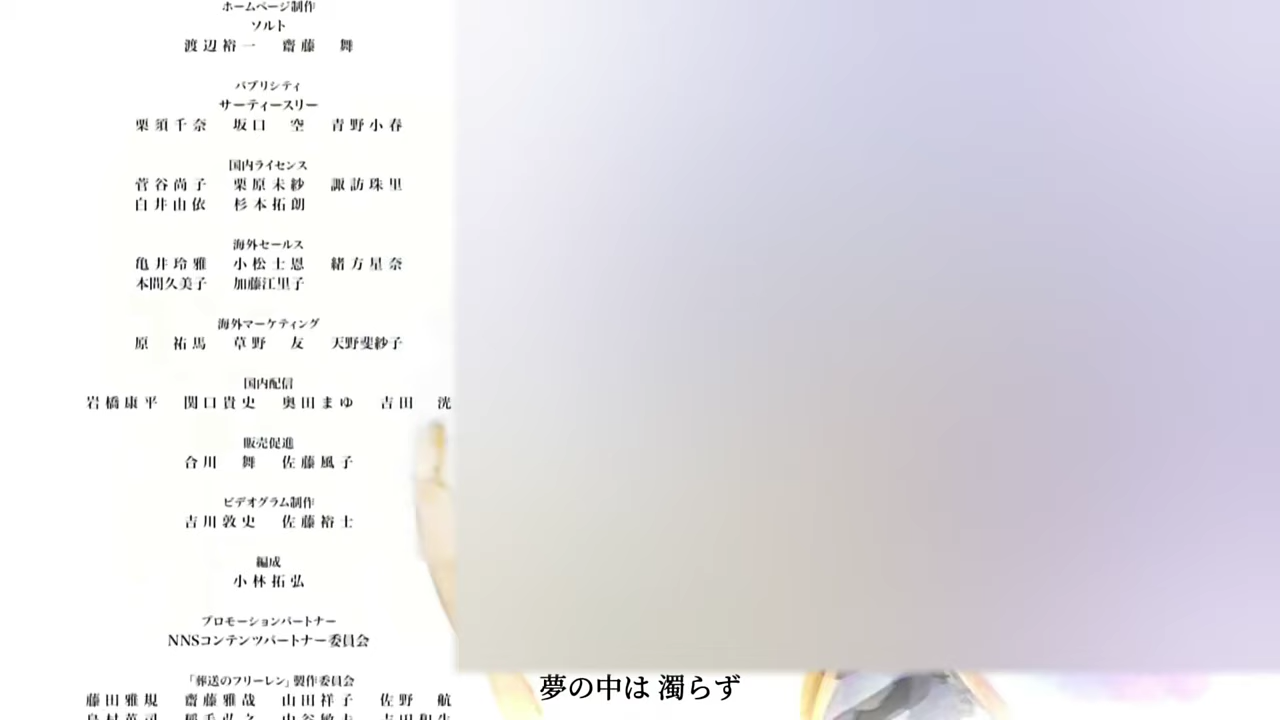 ホームページ制作
ソルト
渡辺裕一 齋藤 舞
パブリシティ
サーティースリー
栗須千奈 坂口 空 青野小春
国内ライセンス
菅谷尚子 栗原未紗 諏訪珠里
白井由依 杉本拓朗
海外セールス
亀井玲雅 小松士恩 緒方星奈
本間久美子 加藤江里子
海外マーケティング
原 祐馬 草野 友 天野斐紗子
国内配信
岩橋康平 関口貴史 奥田まゆ 吉田 洸
販売促進
合川 舞 佐藤風子
ビデオグラム制作
吉川敦史 佐藤裕士
編成
小林拓弘
プロモーションパートナー
NNSコンテンツパートナー委員会
「葬送のフリーレン」製作委員会
藤田雅規 齋藤雅哉 山田祥子 佐野 航
夢の中は 濁らず